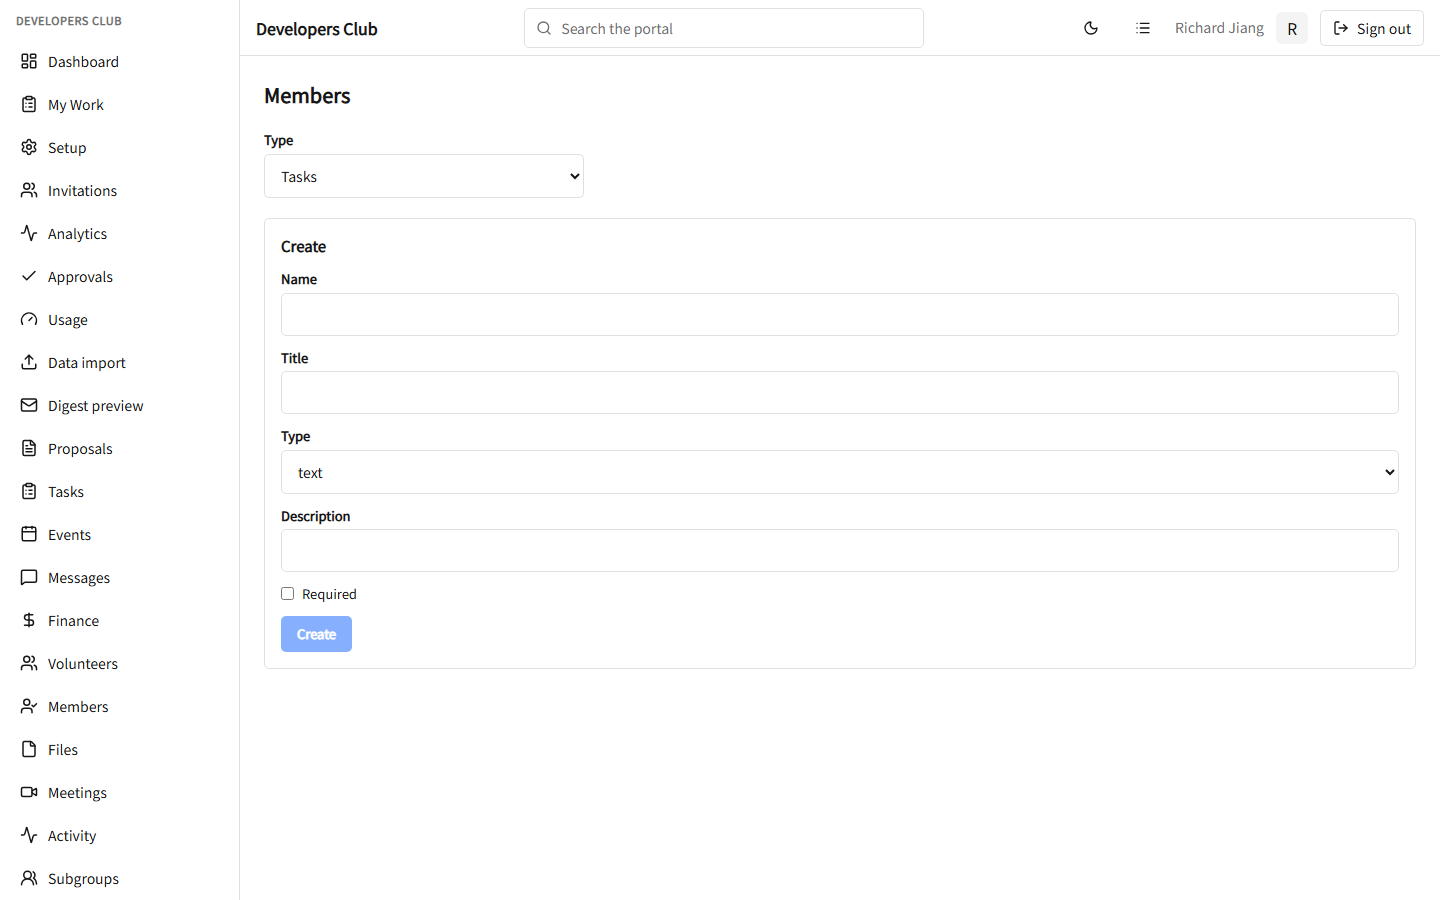 DEVELOPERS CLUB
Dashboard
My Work
Setup
Invitations
Analytics
Approvals
Usage
Data import
Digest preview
Proposals
Tasks
Events
Messages
Finance
Volunteers
Members
Files
Meetings
Activity
Subgroups
Developers Club
Search the portal
Richard Jiang
R
Sign out
Members
Type
Tasks
Create
Name
Title
Type
text
Description
Required
Create